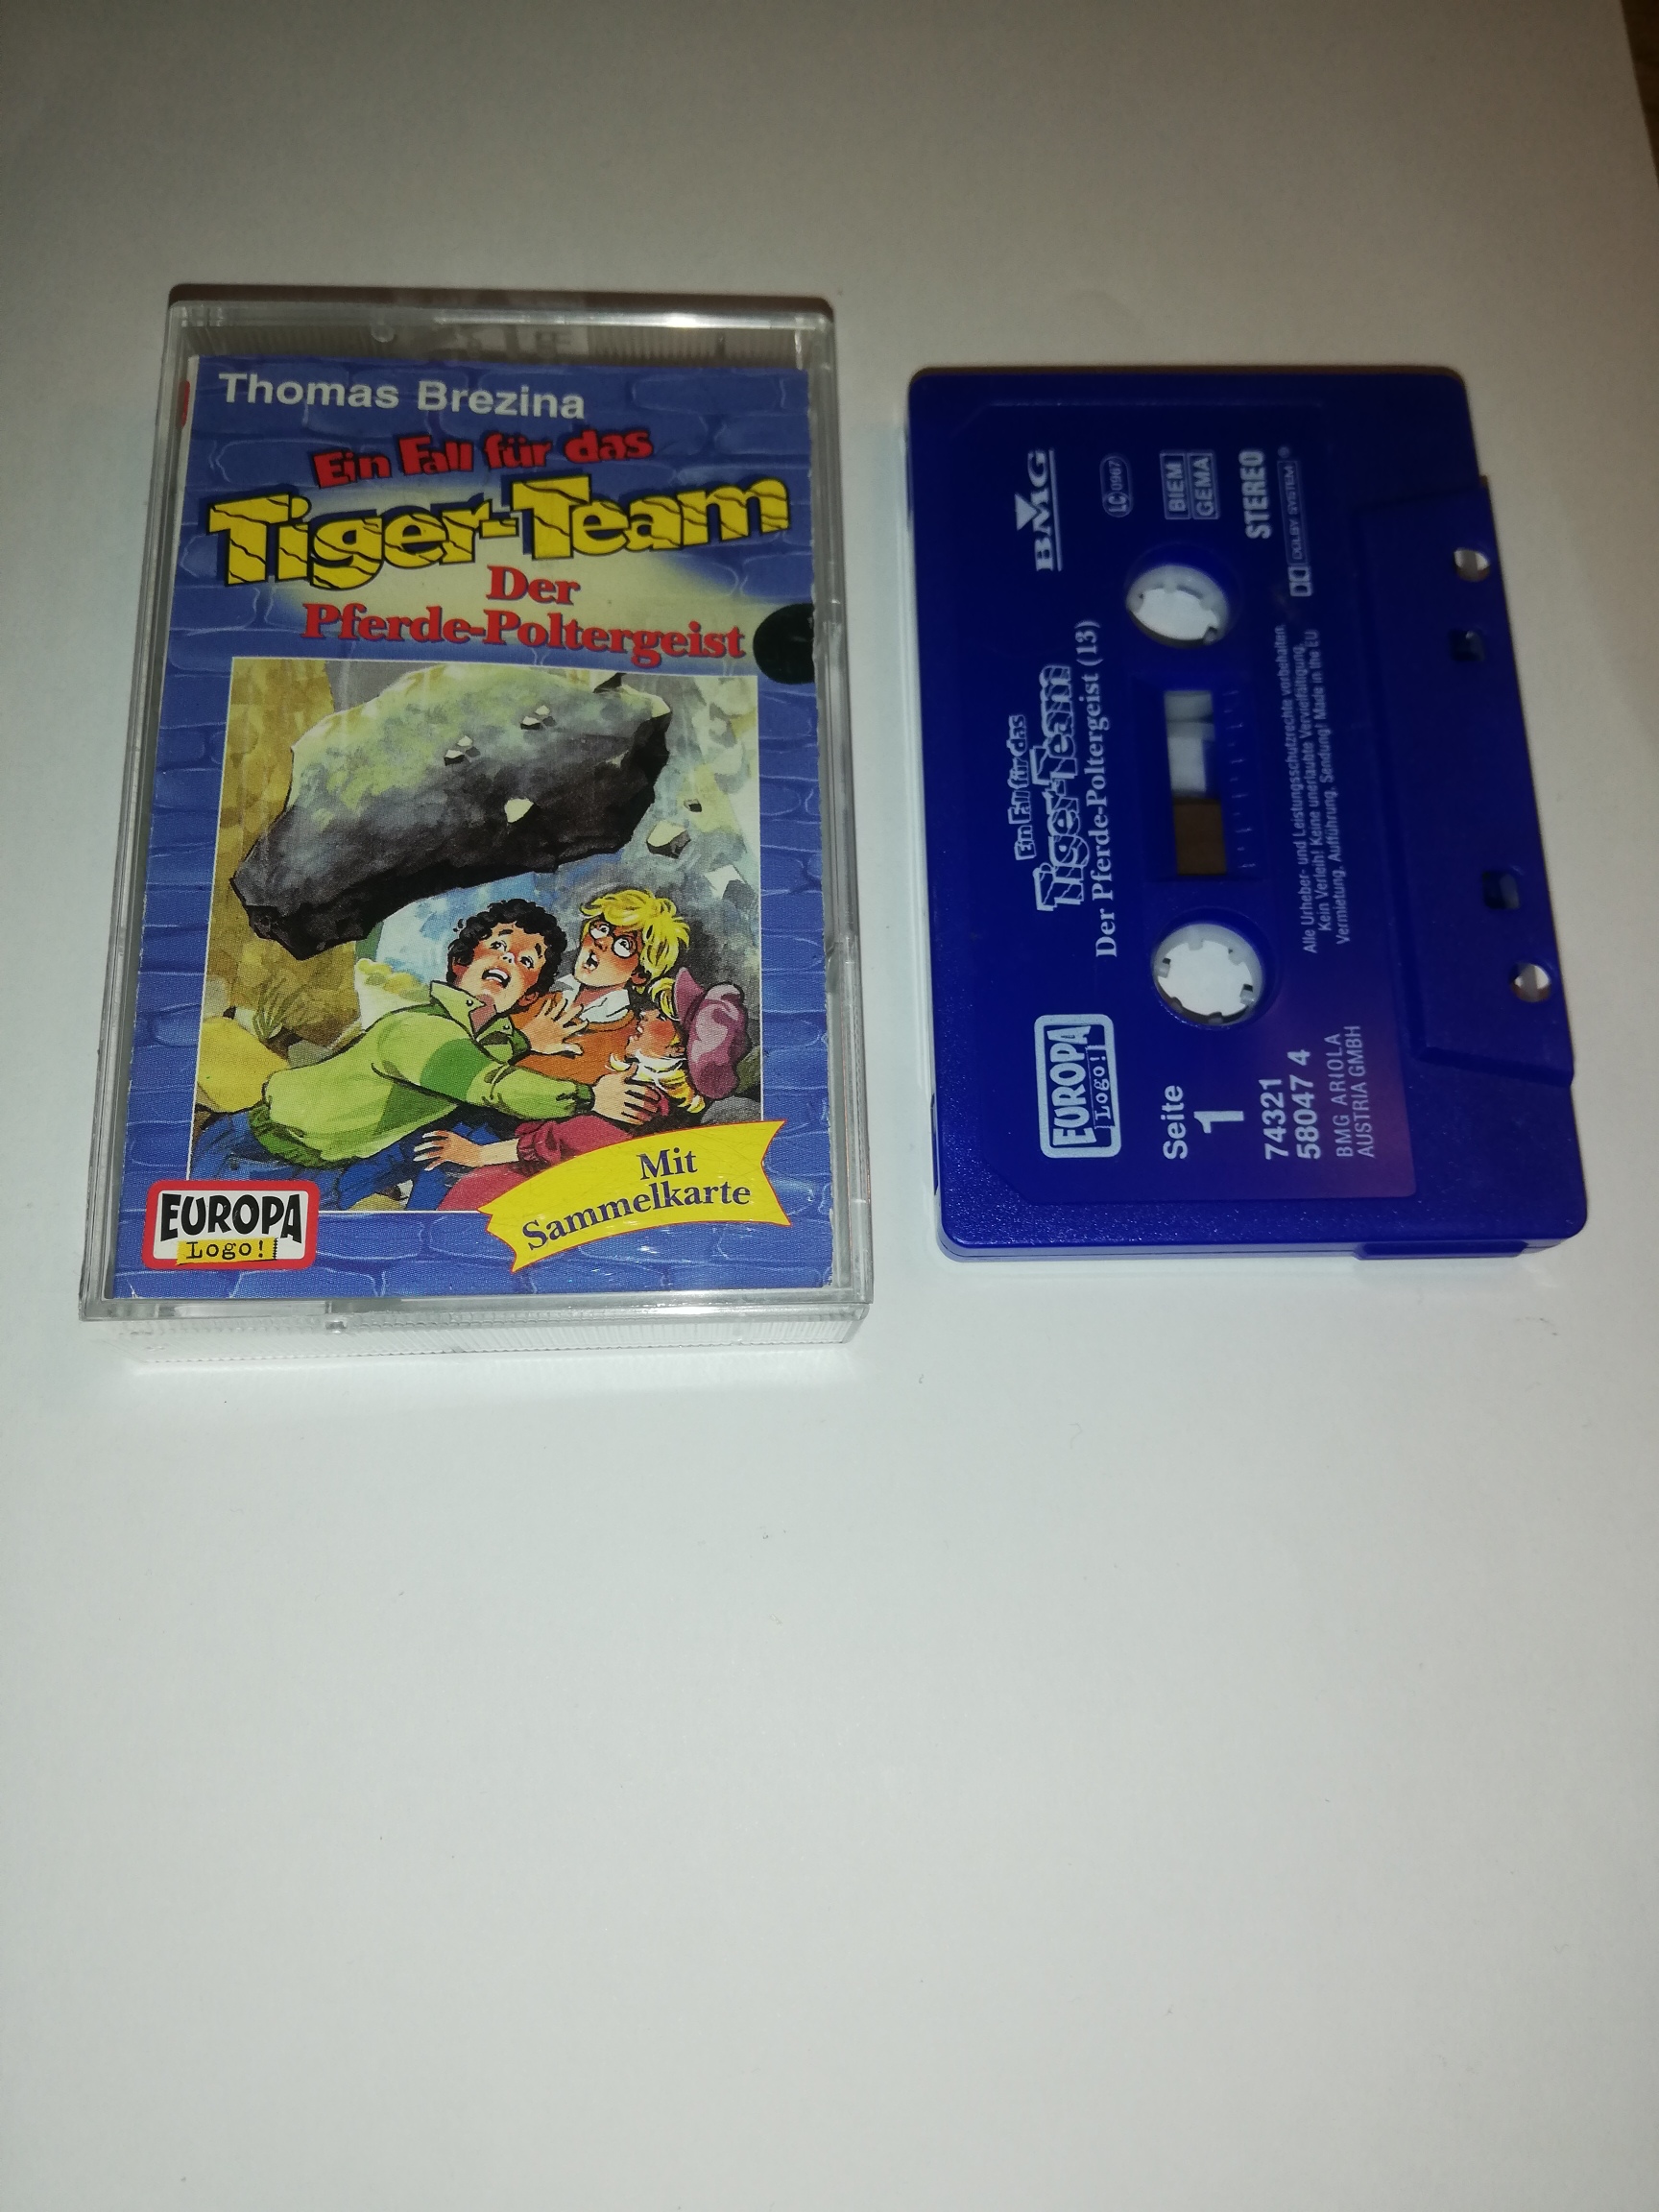 Thomas Brezina
Ein Fall für das
Tiger-Team
Der
Pferde-Poltergeist
Mit
Sammelkarte
EUROPA
Logo!
EUROPA
Logo!
Ein Fall für das
Tiger-Team
Der Pferde-Poltergeist (13)
BMG
LC 0967
BIEM
GEMA
STEREO
DOLBY SYSTEM®
Seite
1
74321
58047 4
BMG ARIOLA
AUSTRIA GMBH
Alle Urheber- und Leistungsschutzrechte vorbehalten.
Kein Verleih! Keine unerlaubte Vervielfältigung,
Vermietung, Aufführung, Sendung! Made in the EU